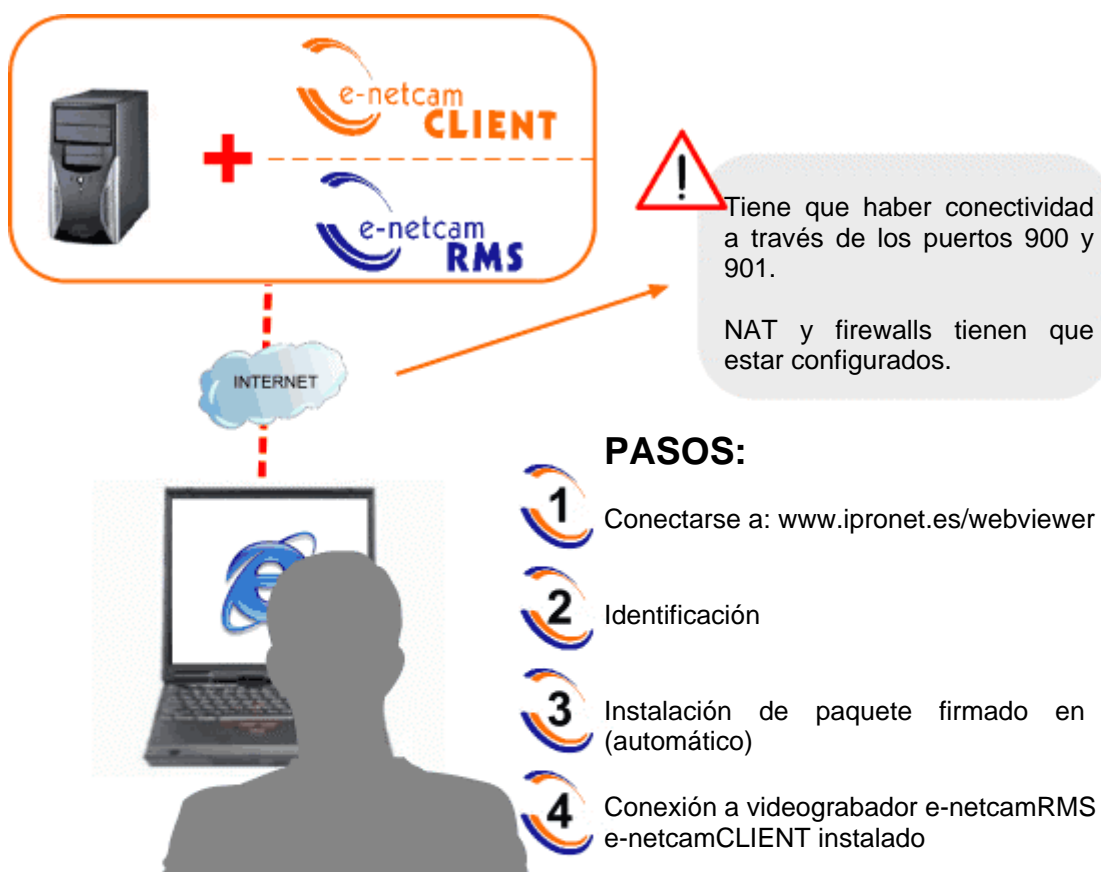 e-netcam
CLIENT
e-netcam
RMS
!
Tiene que haber conectividad
a través de los puertos 900 y
901.
NAT y firewalls tienen que
estar configurados.
INTERNET
PASOS:
1
Conectarse a: www.ipronet.es/webviewer
2
Identificación
3
Instalación de paquete firmado en
(automático)
4
Conexión a videograbador e-netcamRMS
e-netcamCLIENT instalado